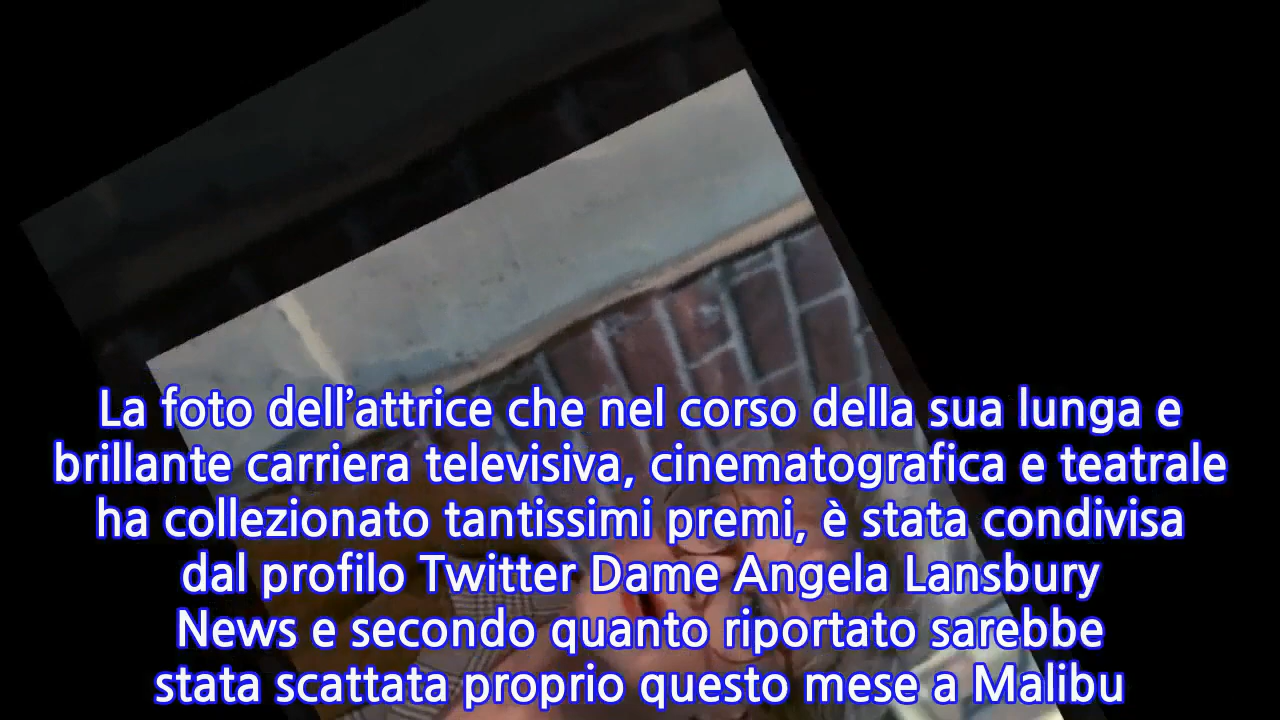 La foto dell’attrice che nel corso della sua lunga e
brillante carriera televisiva, cinematografica e teatrale
ha collezionato tantissimi premi, è stata condivisa
dal profilo Twitter Dame Angela Lansbury
News e secondo quanto riportato sarebbe
stata scattata proprio questo mese a Malibu